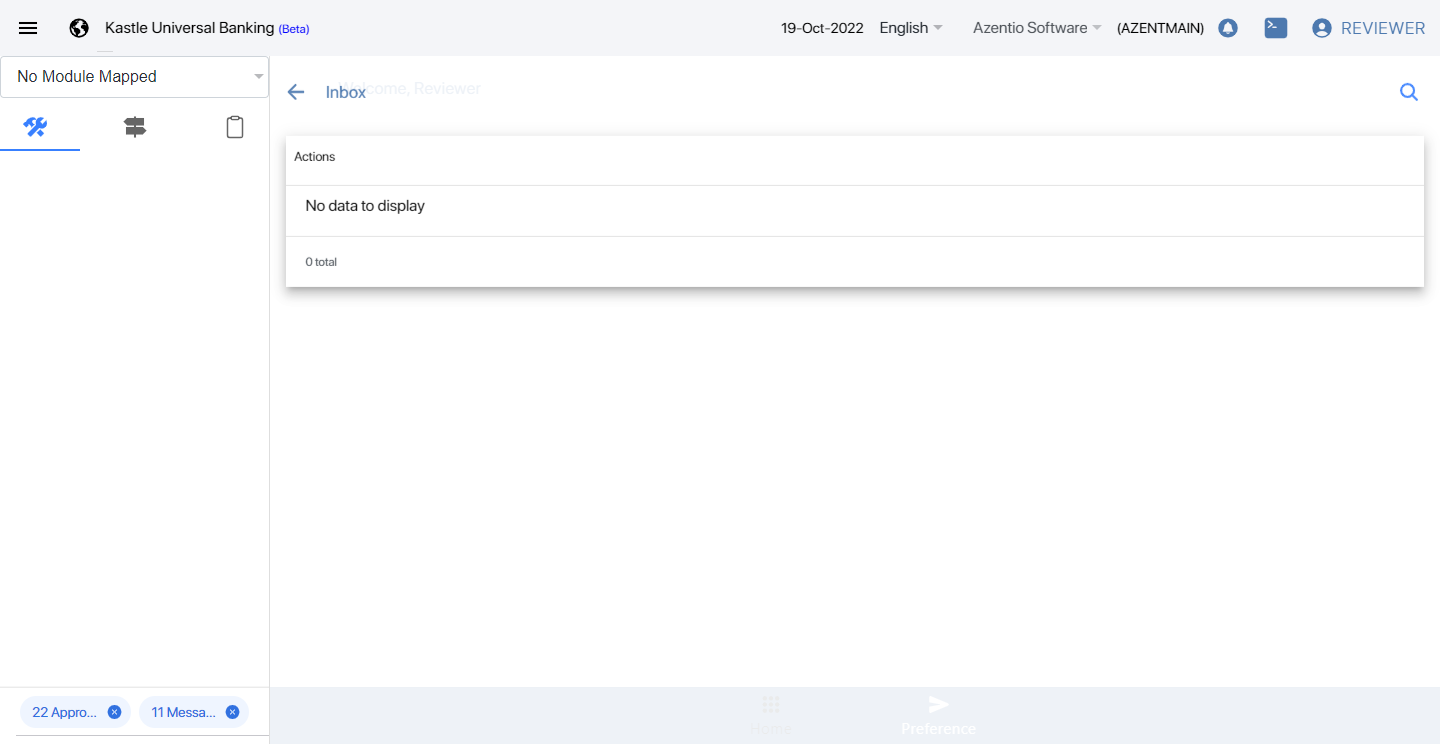 Kastle Universal Banking (Beta)
19-Oct-2022 English Azentio Software (AZENTMAIN) REVIEWER
No Module Mapped
Inbox
Welcome, Reviewer
Actions
No data to display
0 total
22 Appro...
11 Messa...
Home
Preference